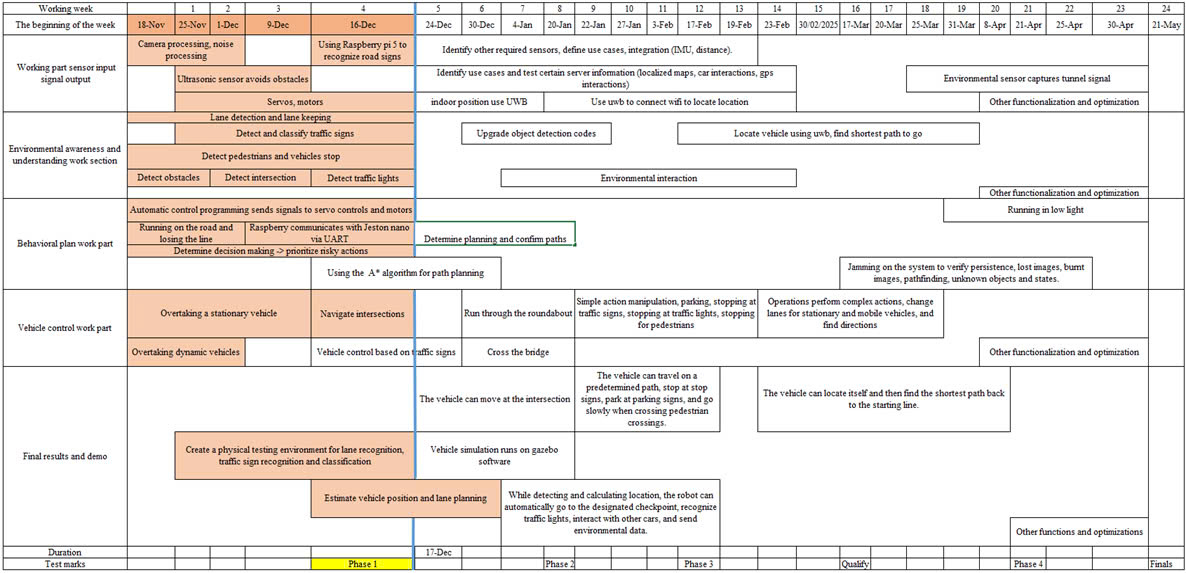 Working week 1 2 3 4 5 6 7 8 9 10 11 12 13 14 15 16 17 18 19 20 21 22 23 24
The beginning of the week 18-Nov 25-Nov 1-Dec 9-Dec 16-Dec 24-Dec 30-Dec 4-Jan 20-Jan 22-Jan 27-Jan 3-Feb 17-Feb 19-Feb 23-Feb 30/02/2025 17-Mar 20-Mar 25-Mar 31-Mar 8-Apr 21-Apr 25-Apr 30-Apr 21-May
Working part sensor input
signal output
Camera processing, noise
processing
Using Raspberry pi 5 to
recognize road signs
Identify other required sensors, define use cases, integration (IMU, distance).
Ultrasonic sensor avoids obstacles
Identify use cases and test certain server information (localized maps, car interactions, gps
interactions)
Environmental sensor captures tunnel signal
Servos, motors
indoor position use UWB
Use uwb to connect wifi to locate location
Other functionalization and optimization
Environmental awareness and
understanding work section
Lane detection and lane keeping
Detect and classify traffic signs
Upgrade object detection codes
Locate vehicle using uwb, find shortest path to go
Detect pedestrians and vehicles stop
Detect obstacles
Detect intersection
Detect traffic lights
Environmental interaction
Other functionalization and optimization
Behavioral plan work part
Automatic control programming sends signals to servo controls and motors
Running in low light
Running on the road and
losing the line
Raspberry communicates with Jeston nano
via UART
Determine planning and confirm paths
Determine decision making -> prioritize risky actions
Using the A* algorithm for path planning
Jamming on the system to verify persistence, lost images, burnt
images, pathfinding, unknown objects and states.
Vehicle control work part
Overtaking a stationary vehicle
Navigate intersections
Run through the roundabout
Simple action manipulation, parking, stopping at
traffic signs, stopping at traffic lights, stopping
for pedestrians
Operations perform complex actions, change
lanes for stationary and mobile vehicles, and
find directions
Overtaking dynamic vehicles
Vehicle control based on traffic signs
Cross the bridge
Other functionalization and optimization
Final results and demo
The vehicle can move at the intersection
The vehicle can travel on a
predetermined path, stop at stop
signs, park at parking signs, and go
slowly when crossing pedestrian
crossings.
The vehicle can locate itself and then find the shortest path back
to the starting line.
Create a physical testing environment for lane recognition,
traffic sign recognition and classification
Vehicle simulation runs on gazebo
software
Estimate vehicle position and lane planning
While detecting and calculating location, the robot can
automatically go to the designated checkpoint, recognize
traffic lights, interact with other cars, and send
environmental data.
Other functions and optimizations
Duration 17-Dec
Test marks Phase 1 Phase 2 Phase 3 Qualify Phase 4 Finals